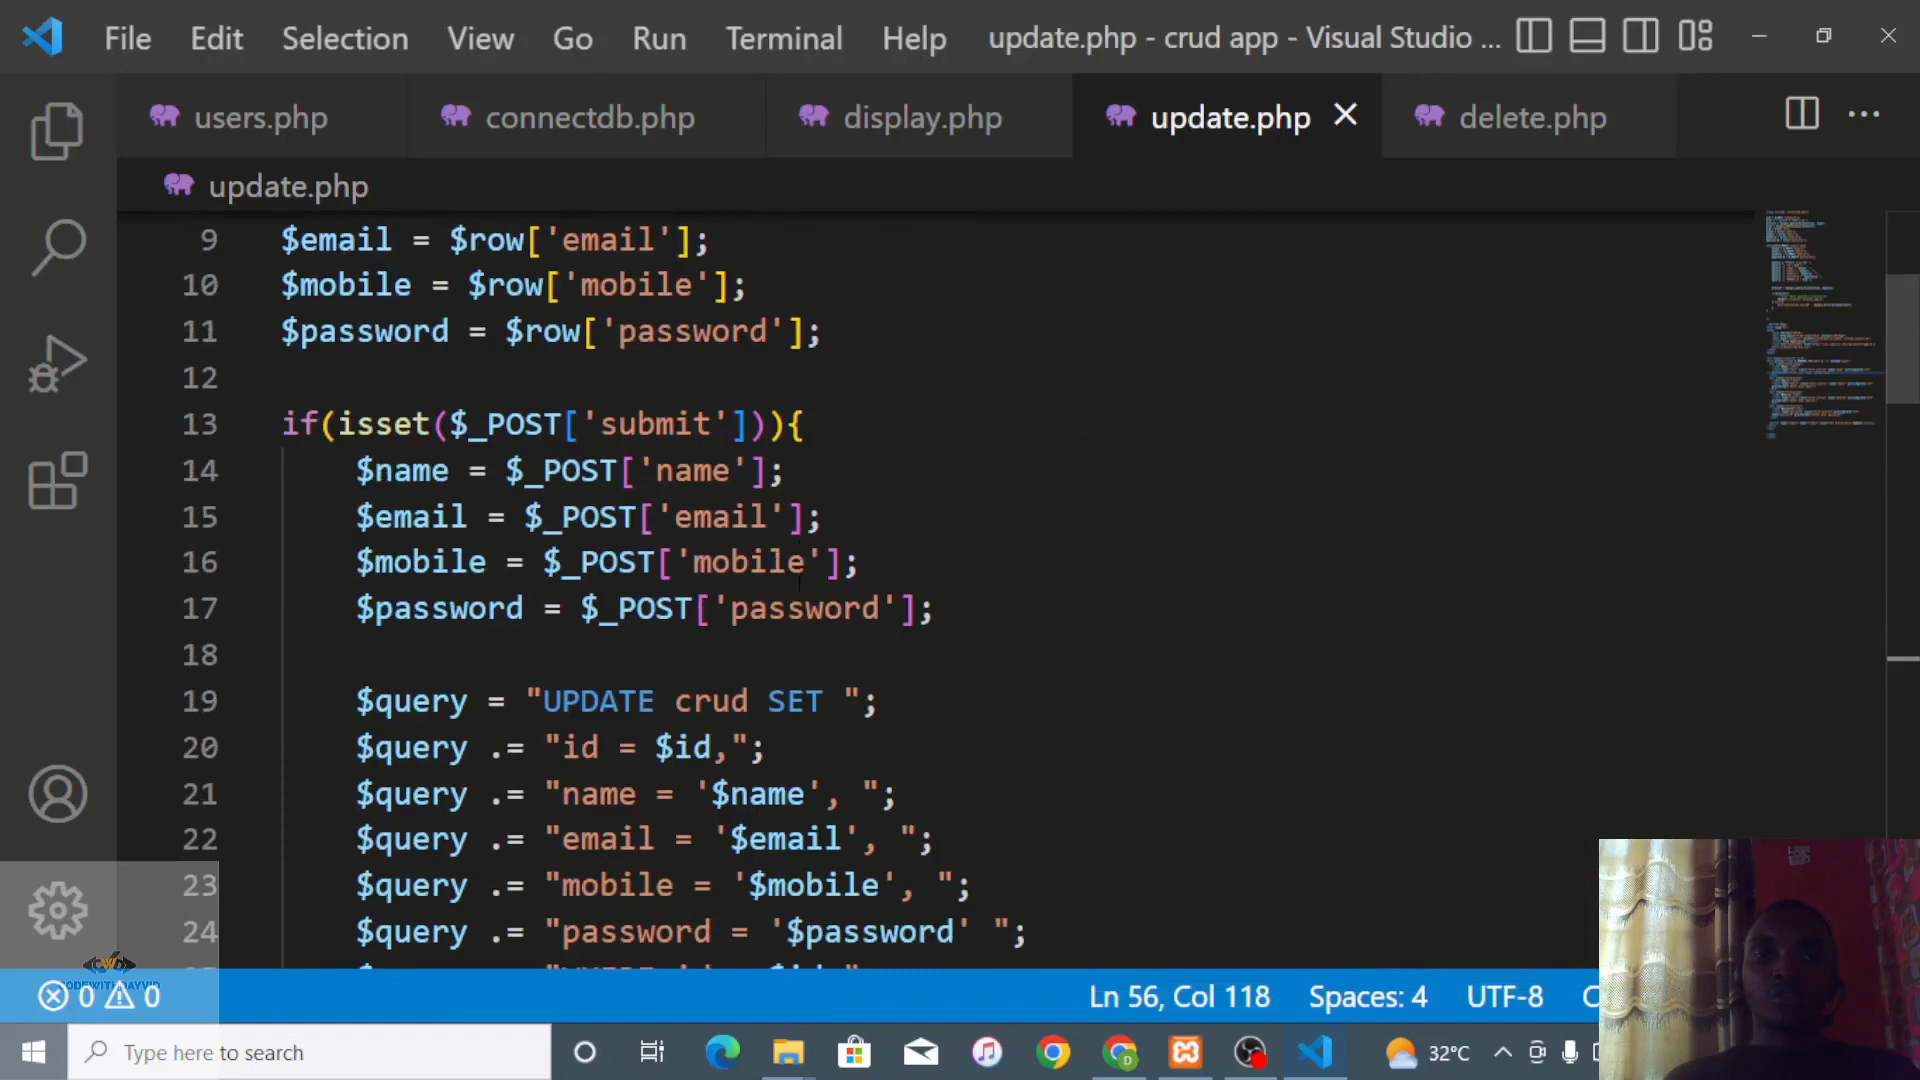 File Edit Selection View Go Run Terminal Help update.php - crud app - Visual Studio ...
users.php connectdb.php display.php update.php delete.php
update.php
9 $email = $row['email'];
10 $mobile = $row['mobile'];
11 $password = $row['password'];
12
13 if(isset($_POST['submit'])){
14 $name = $_POST['name'];
15 $email = $_POST['email'];
16 $mobile = $_POST['mobile'];
17 $password = $_POST['password'];
18
19 $query = "UPDATE crud SET ";
20 $query .= "id = $id,";
21 $query .= "name = '$name', ";
22 $query .= "email = '$email', ";
23 $query .= "mobile = '$mobile', ";
24 $query .= "password = '$password' ";
CWD
CODEWITHDAYVID
0 0 Ln 56, Col 118 Spaces: 4 UTF-8
Type here to search 32°C